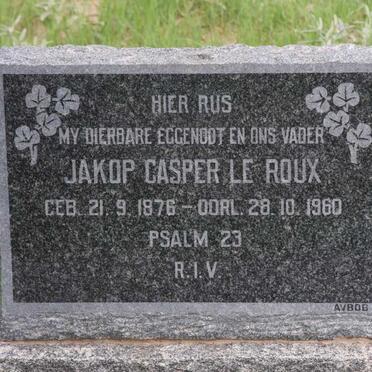 HIER RUS
MY DIERBARE EGGENOOT EN ONS VADER
JAKOP CASPER LE ROUX
GEB. 21. 9. 1876 - OORL. 28. 10. 1960
PSALM 23
R.I.V.
AVBOB